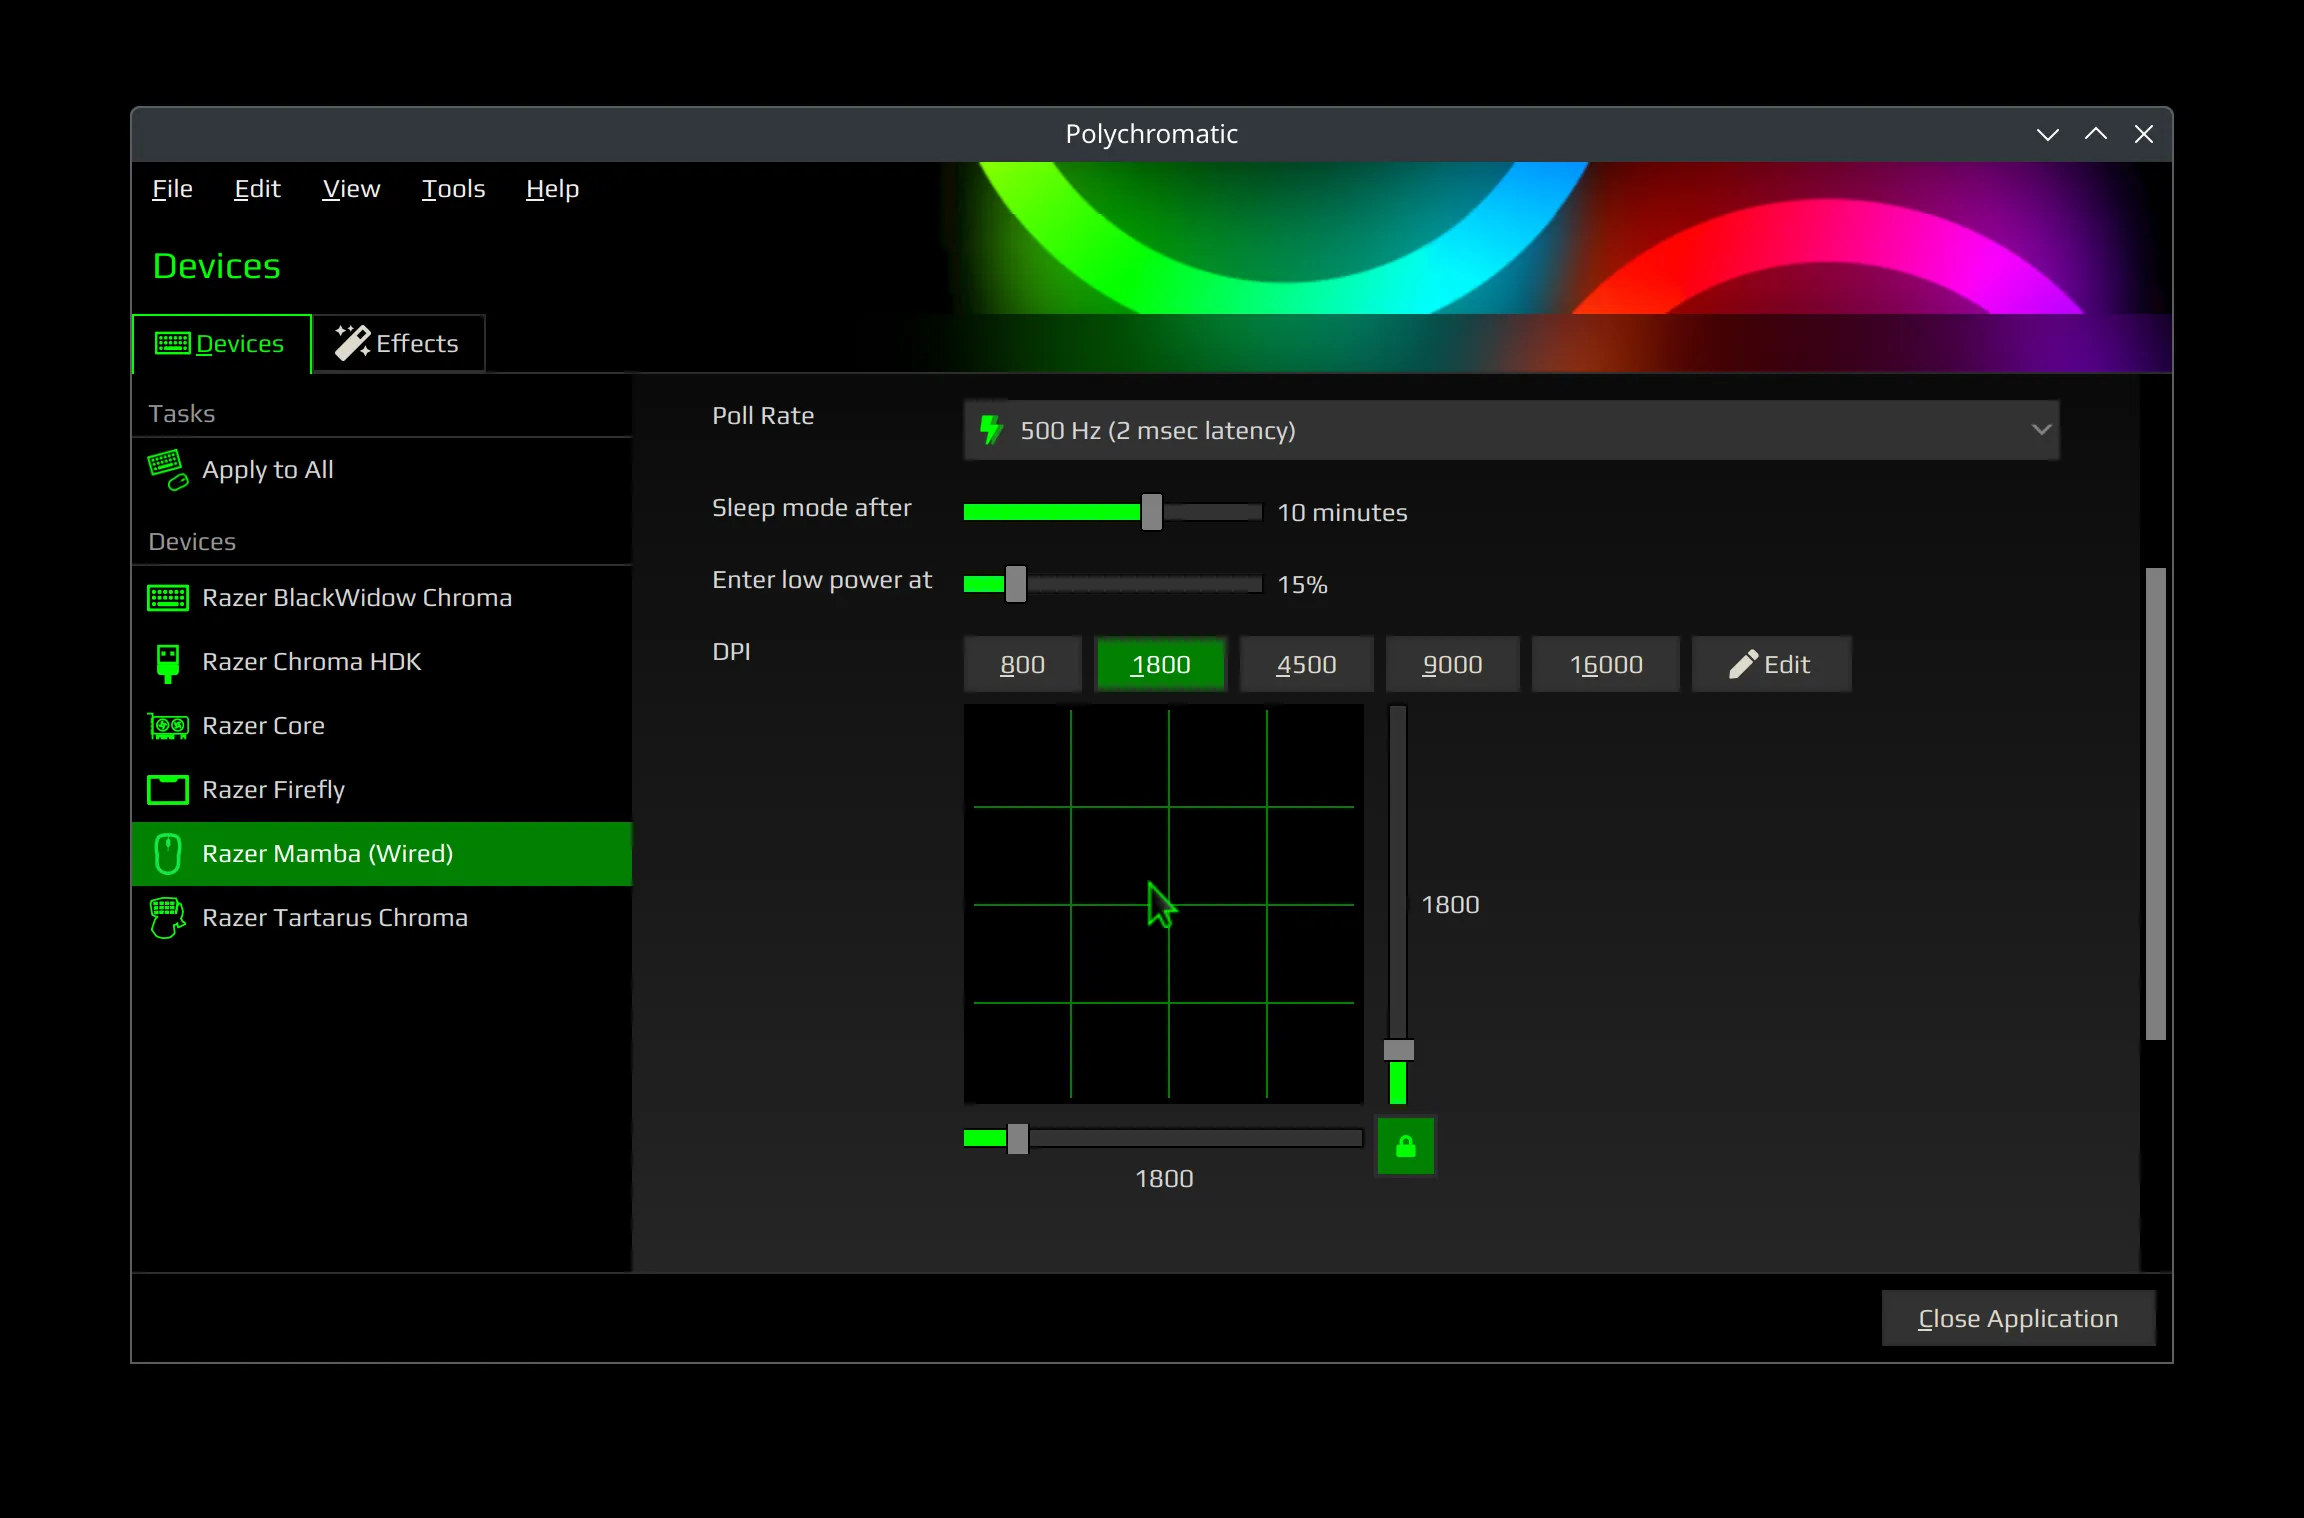 Polychromatic
File Edit View Tools Help
Devices
Devices Effects
Tasks
Apply to All
Devices
Razer BlackWidow Chroma
Razer Chroma HDK
Razer Core
Razer Firefly
Razer Mamba (Wired)
Razer Tartarus Chroma
Poll Rate 500 Hz (2 msec latency)
Sleep mode after 10 minutes
Enter low power at 15%
DPI 800 1800 4500 9000 16000 Edit
1800
1800
Close Application